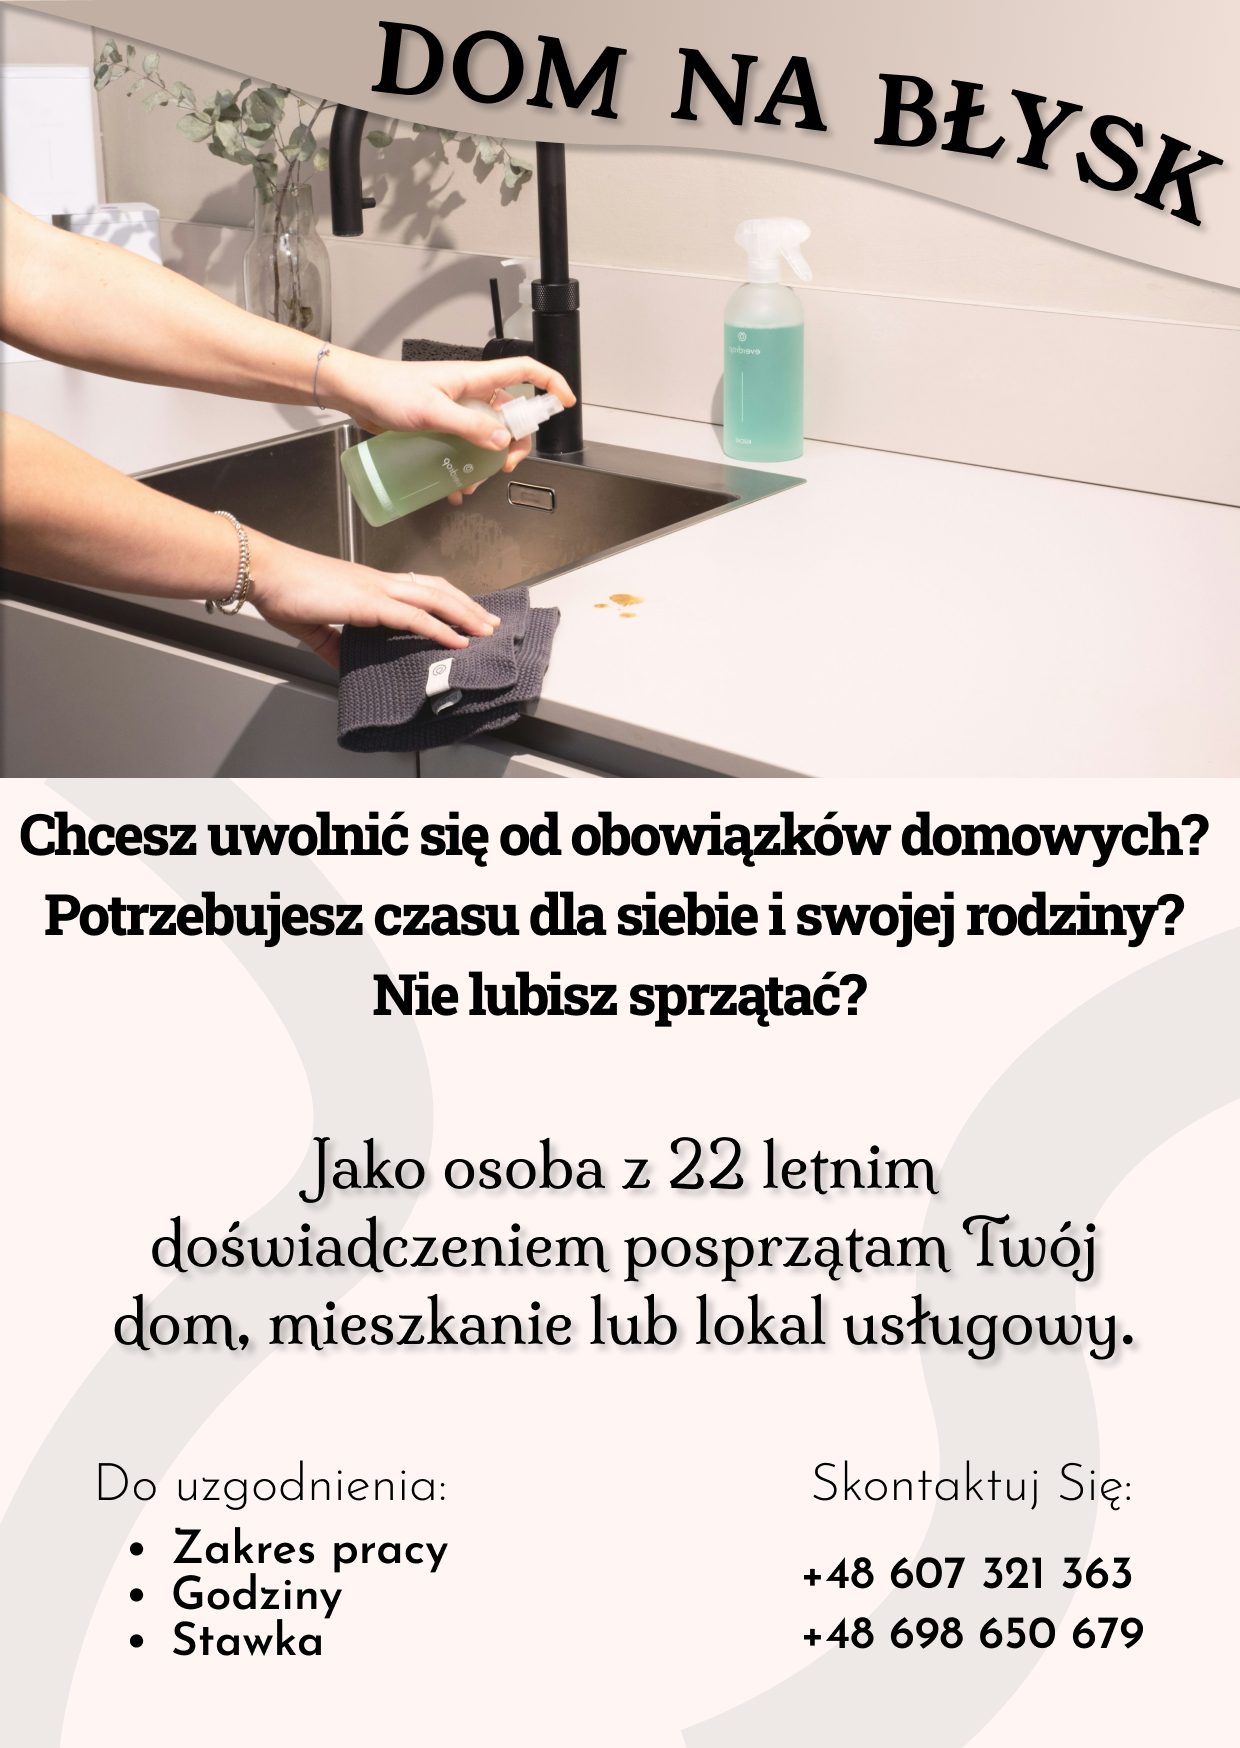 DOM NA BŁYSK
Chcesz uwolnić się od obowiązków domowych?
Potrzebujesz czasu dla siebie i swojej rodziny?
Nie lubisz sprzątać?
Jako osoba z 22 letnim
doświadczeniem posprzątam Twój
dom, mieszkanie lub lokal usługowy.
Do uzgodnienia:
• Zakres pracy
• Godziny
• Stawka
Skontaktuj Się:
+48 607 321 363
+48 698 650 679